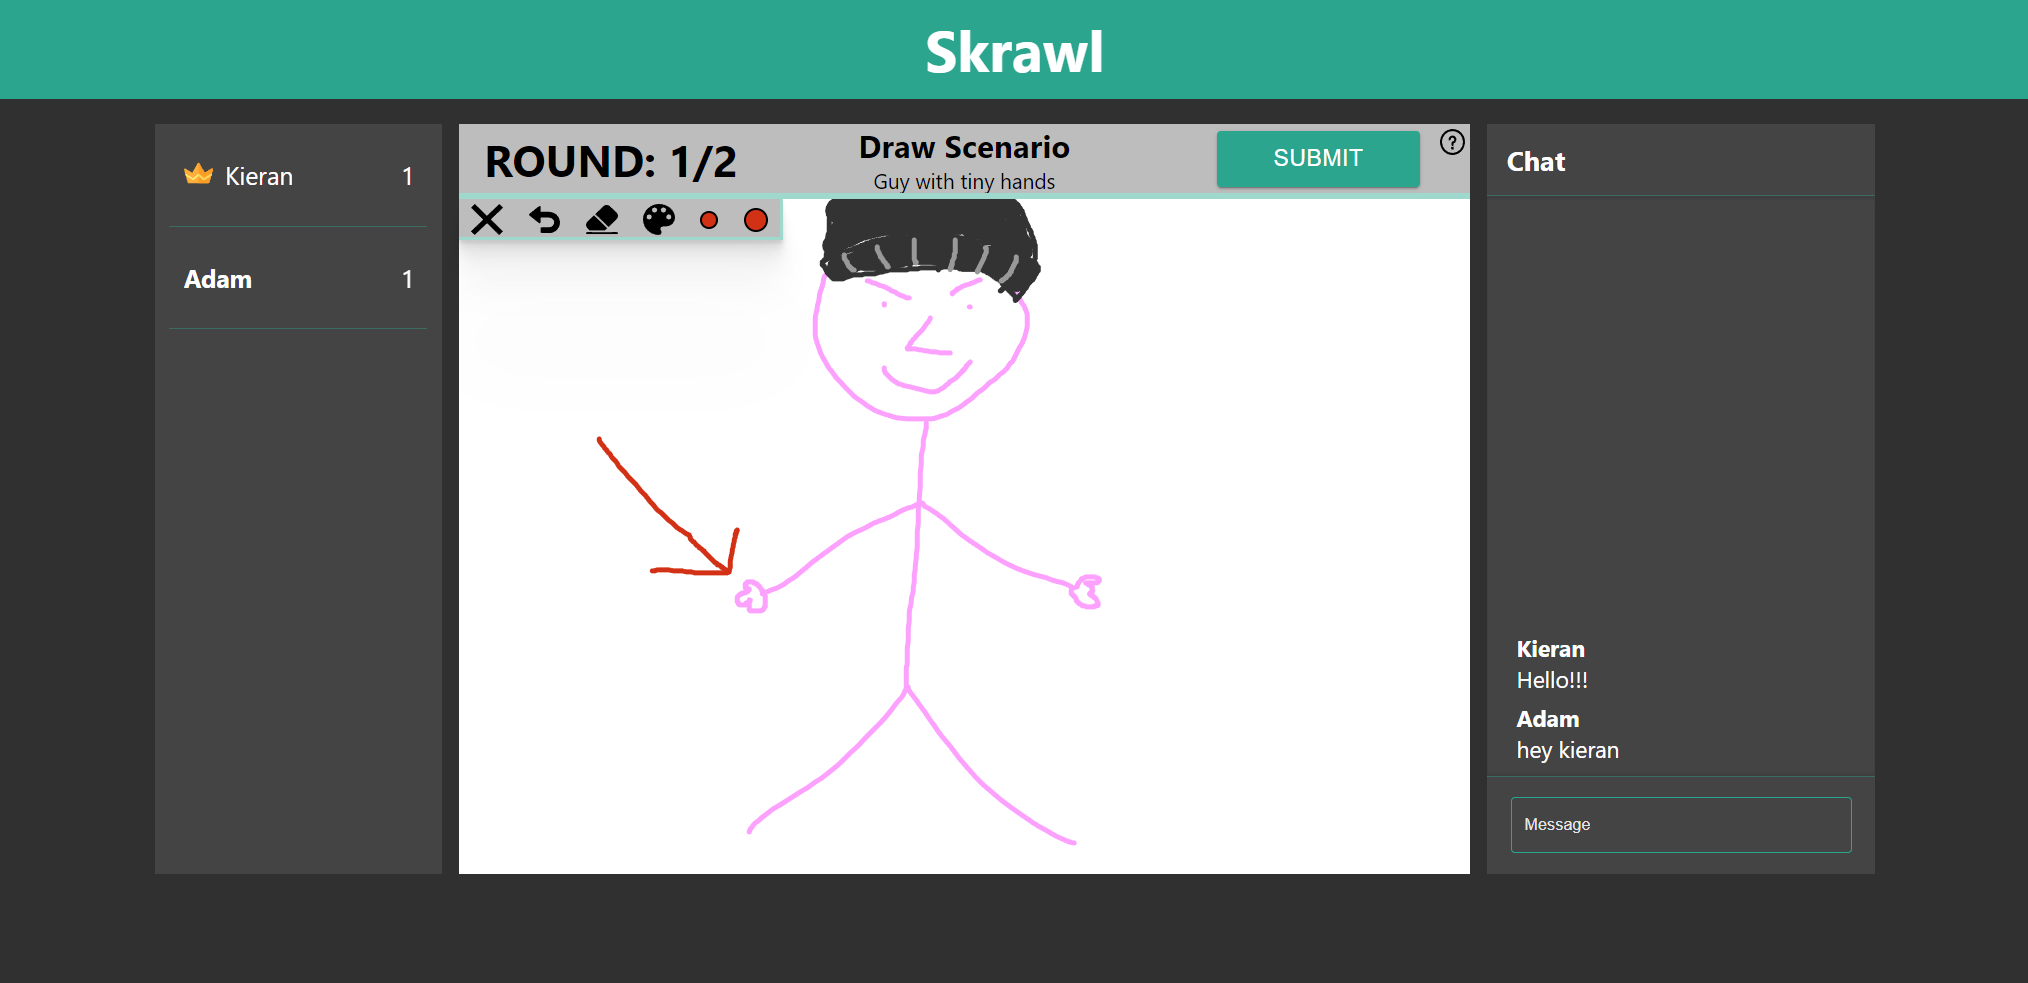 Skrawl
Kieran 1
Adam 1
ROUND: 1/2
Draw Scenario
Guy with tiny hands
SUBMIT
?
Chat
Kieran
Hello!!!
Adam
hey kieran
Message